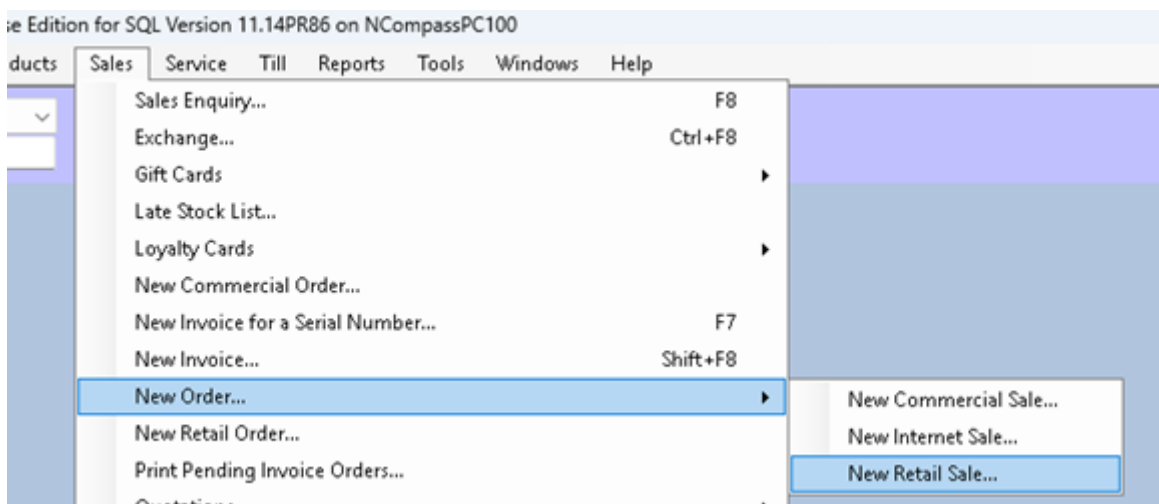 se Edition for SQL Version 11.14PR86 on NCompassPC100
ducts Sales Service Till Reports Tools Windows Help
Sales Enquiry... F8
Exchange... Ctrl+F8
Gift Cards
Late Stock List...
Loyalty Cards
New Commercial Order...
New Invoice for a Serial Number... F7
New Invoice... Shift+F8
New Order...
New Commercial Sale...
New Retail Order...
New Internet Sale...
Print Pending Invoice Orders...
New Retail Sale...